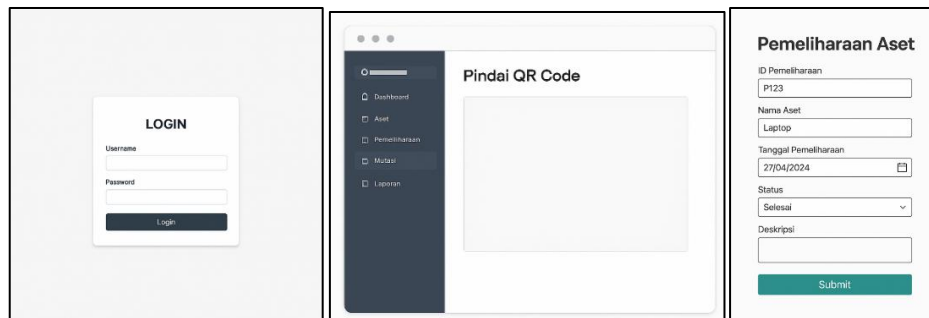 LOGIN
Username
Password
Login
Pindai QR Code
Dashboard
Aset
Pemeliharaan
Mutasi
Laporan
Pemeliharaan Aset
ID Pemeliharaan
P123
Nama Aset
Laptop
Tanggal Pemeliharaan
27/04/2024
Status
Selesai
Deskripsi
Submit